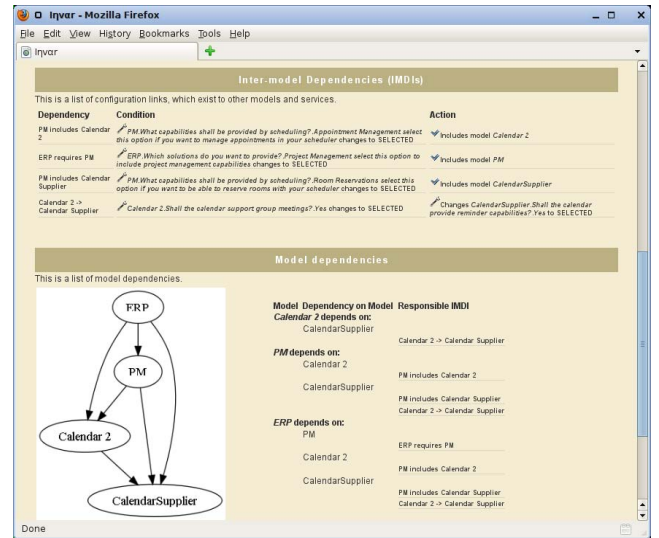 Iηvαr - Mozilla Firefox
File Edit View History Bookmarks Tools Help
Iηvαr
Inter-model Dependencies (IMDIs)
This is a list of configuration links, which exist to other models and services.
Dependency Condition Action
PM includes Calendar 2
PM.What capabilities shall be provided by scheduling? .Appointment Management select this option if you want to manage appointments in your scheduler changes to SELECTED
Includes model Calendar 2
ERP requires PM
ERP.Which solutions do you want to provide? .Project Management select this option to include project management capabilities changes to SELECTED
Includes model PM
PM includes Calendar Supplier
PM.What capabilities shall be provided by scheduling? .Room Reservations select this option if you want to be able to reserve rooms with your scheduler changes to SELECTED
Includes model CalendarSupplier
Calendar 2 -> Calendar Supplier
Calendar 2.Shall the calendar support group meetings? .Yes changes to SELECTED
Changes CalendarSupplier.Shall the calendar provide reminder capabilities? .Yes to SELECTED
Model dependencies
This is a list of model dependencies.
ERP
PM
Calendar 2
CalendarSupplier
Model Dependency on Model Responsible IMDI
Calendar 2 depends on:
CalendarSupplier
Calendar 2 -> Calendar Supplier
PM depends on:
Calendar 2
PM includes Calendar 2
CalendarSupplier
PM includes Calendar Supplier
Calendar 2 -> Calendar Supplier
ERP depends on:
PM
ERP requires PM
Calendar 2
PM includes Calendar 2
CalendarSupplier
PM includes Calendar Supplier
Calendar 2 -> Calendar Supplier
Done